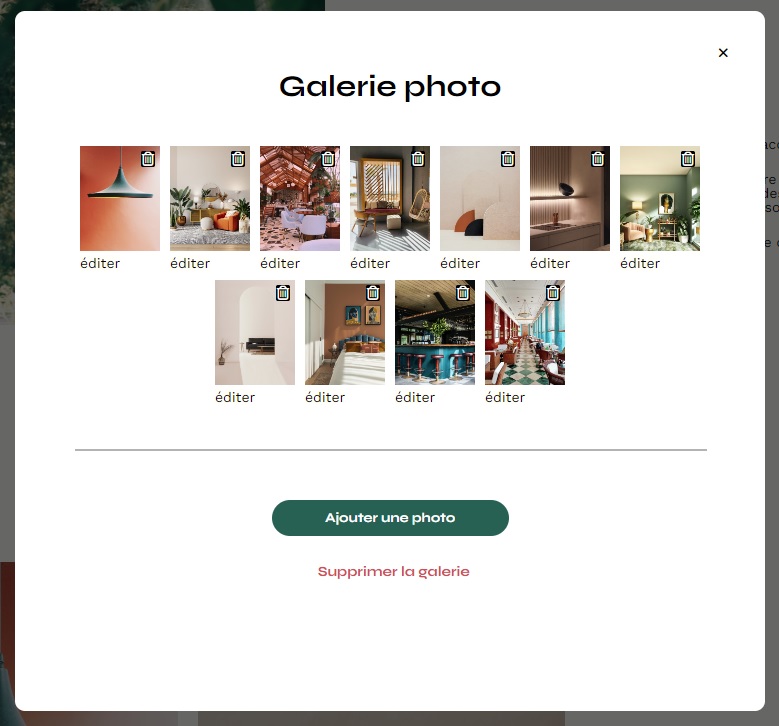 ×
Galerie photo
éditer éditer éditer éditer éditer éditer éditer
éditer éditer éditer éditer
Ajouter une photo
Supprimer la galerie